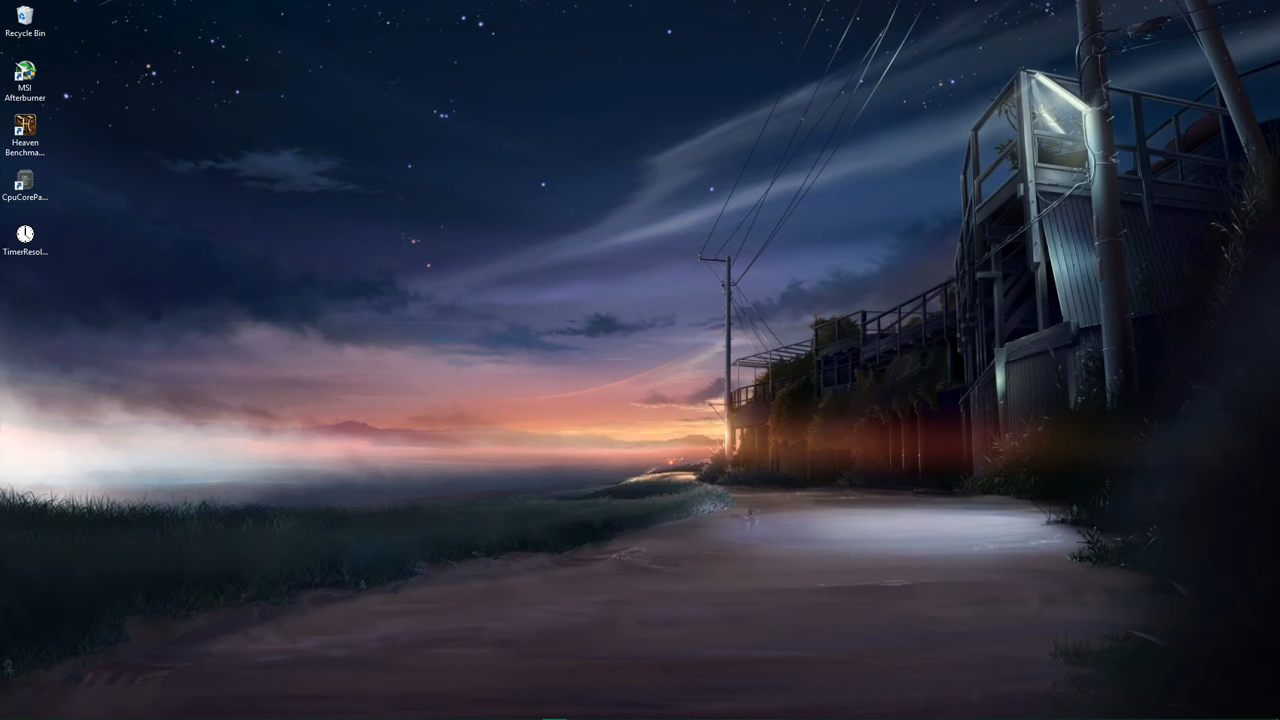 Recycle Bin
MSI
Afterburner
Heaven
Benchma...
CpuCorePa...
TimerResol...